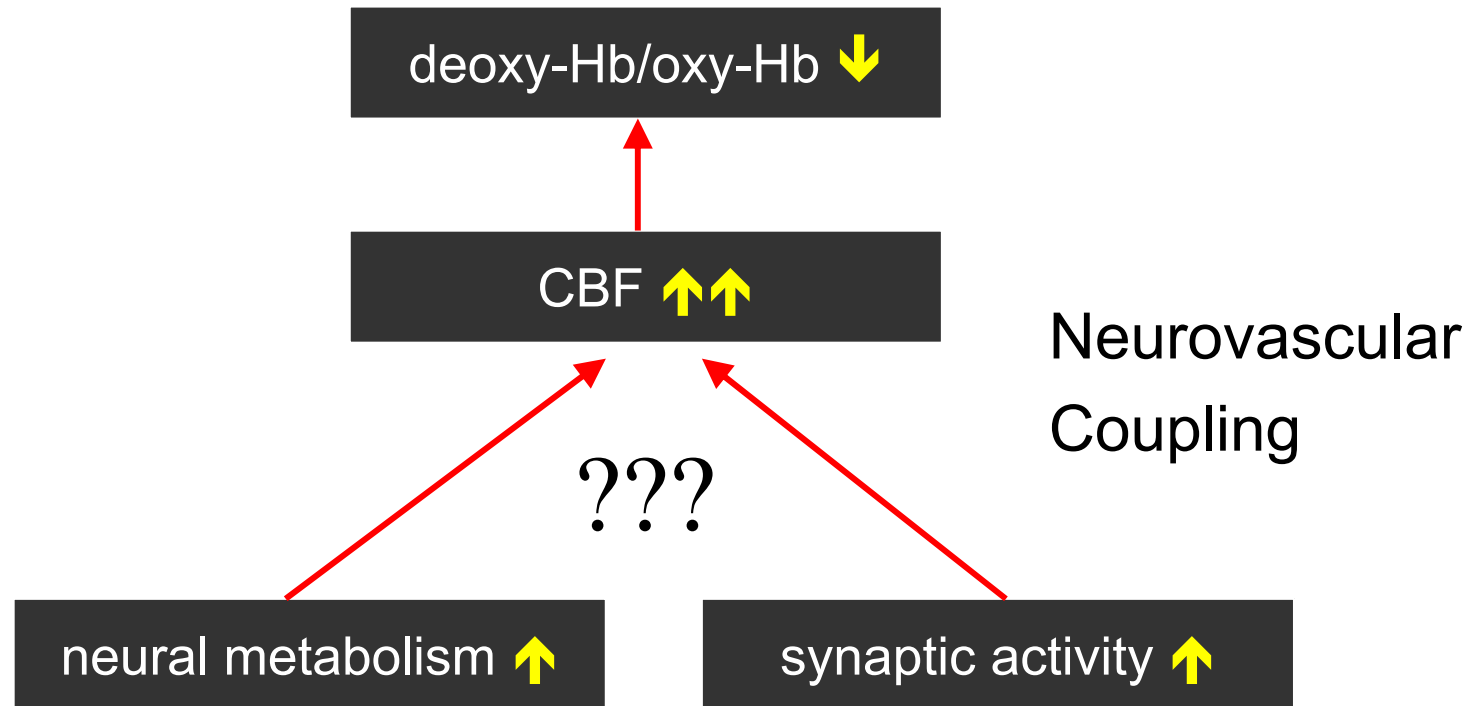 deoxy-Hb/oxy-Hb
CBF
Neurovascular
Coupling
???
neural metabolism
synaptic activity